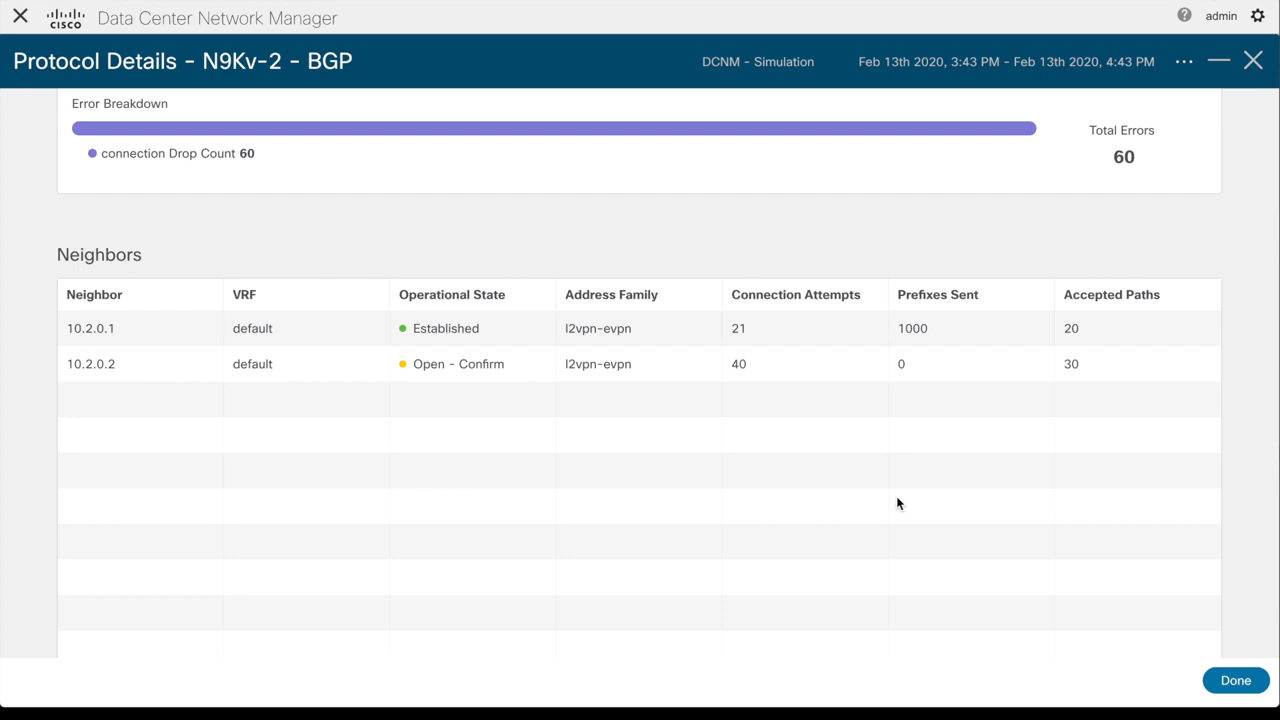 CISCO Data Center Network Manager ? admin
Protocol Details - N9Kv-2 - BGP DCNM - Simulation Feb 13th 2020, 3:43 PM - Feb 13th 2020, 4:43 PM
Error Breakdown
Total Errors
connection Drop Count 60
60
Neighbors
Neighbor VRF Operational State Address Family Connection Attempts Prefixes Sent Accepted Paths
10.2.0.1 default Established l2vpn-evpn 21 1000 20
10.2.0.2 default Open - Confirm l2vpn-evpn 40 0 30
Done